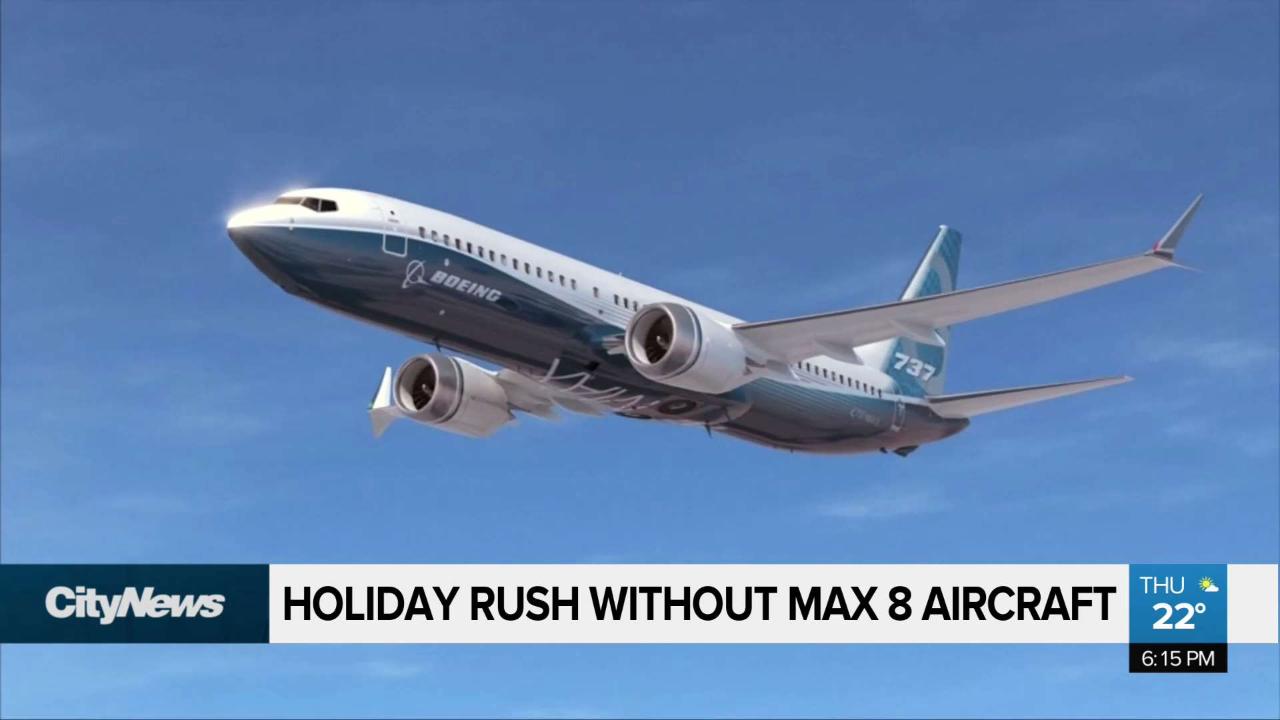 BOEING
737
CityNews
HOLIDAY RUSH WITHOUT MAX 8 AIRCRAFT
THU
22°
6:15 PM